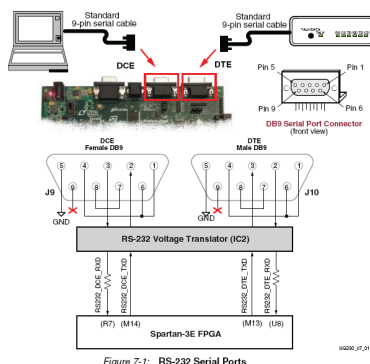 Standard
9-pin serial cable
Standard
9-pin serial cable
TALK/DATA
DCE
DTE
Pin 5
Pin 1
Pin 9
Pin 6
DB9 Serial Port Connector
(front view)
DCE
Female DB9
DTE
Male DB9
5 4 3 2 1
5 4 3 2 1
9 8 7 6
9 8 7 6
J9
J10
GND
GND
RS-232 Voltage Translator (IC2)
RS232_DCE_RXD
RS232_DCE_TXD
RS232_DTE_TXD
RS232_DTE_RXD
(R7)
(M14)
(M13)
(U8)
Spartan-3E FPGA
UG230_c7_01
Figure 7-1: RS-232 Serial Ports